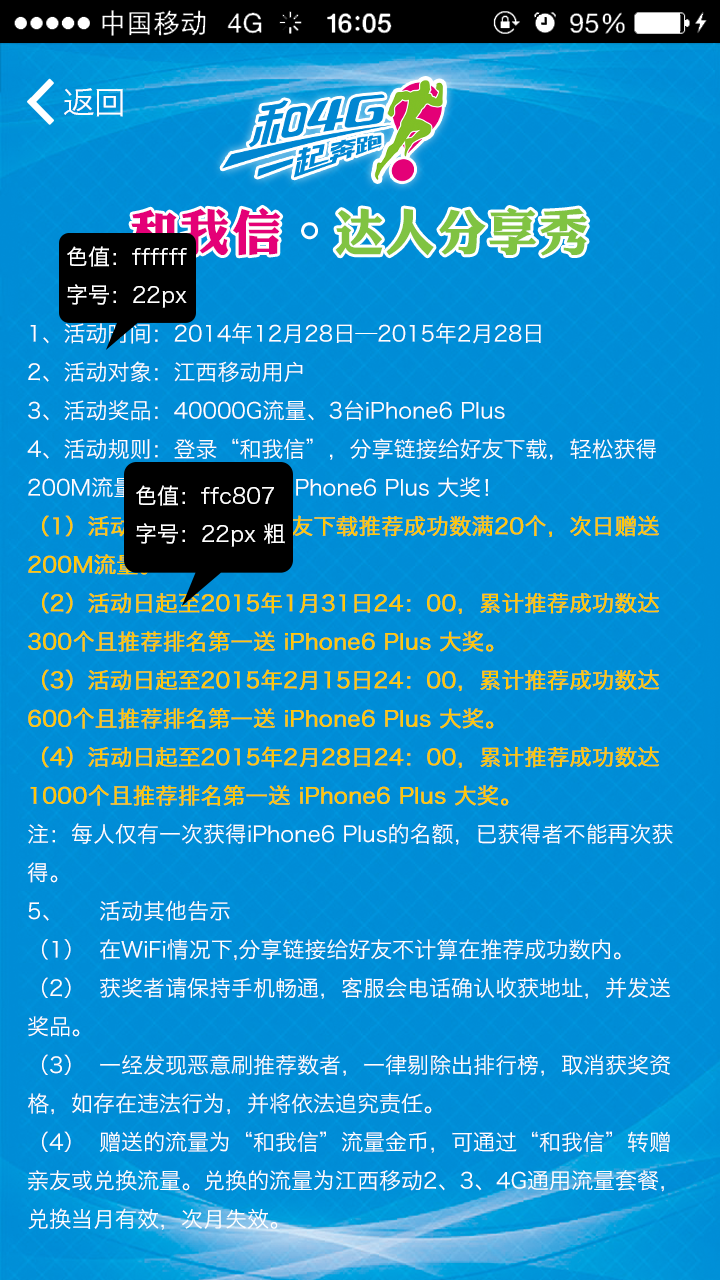 中国移动 4G 16:05 95%
返回
和4G
一起奔跑
和我信·达人分享秀
色值：ffffff
字号：22px
1、活动时间：2014年12月28日—2015年2月28日
2、活动对象：江西移动用户
3、活动奖品：40000G流量、3台iPhone6 Plus
4、活动规则：登录“和我信”，分享链接给好友下载，轻松获得
200M流量 Phone6 Plus 大奖！
色值：ffc807
字号：22px 粗
（1）活动 友下载推荐成功数满20个，次日赠送
200M流量。
（2）活动日起至2015年1月31日24：00，累计推荐成功数达
300个且推荐排名第一送 iPhone6 Plus 大奖。
（3）活动日起至2015年2月15日24：00，累计推荐成功数达
600个且推荐排名第一送 iPhone6 Plus 大奖。
（4）活动日起至2015年2月28日24：00，累计推荐成功数达
1000个且推荐排名第一送 iPhone6 Plus 大奖。
注：每人仅有一次获得iPhone6 Plus的名额，已获得者不能再次获
得。
5、 活动其他告示
（1） 在WiFi情况下,分享链接给好友不计算在推荐成功数内。
（2） 获奖者请保持手机畅通，客服会电话确认收获地址，并发送
奖品。
（3） 一经发现恶意刷推荐数者，一律剔除出排行榜，取消获奖资
格，如存在违法行为，并将依法追究责任。
（4） 赠送的流量为“和我信”流量金币，可通过“和我信”转赠
亲友或兑换流量。兑换的流量为江西移动2、3、4G通用流量套餐，
兑换当月有效，次月失效。